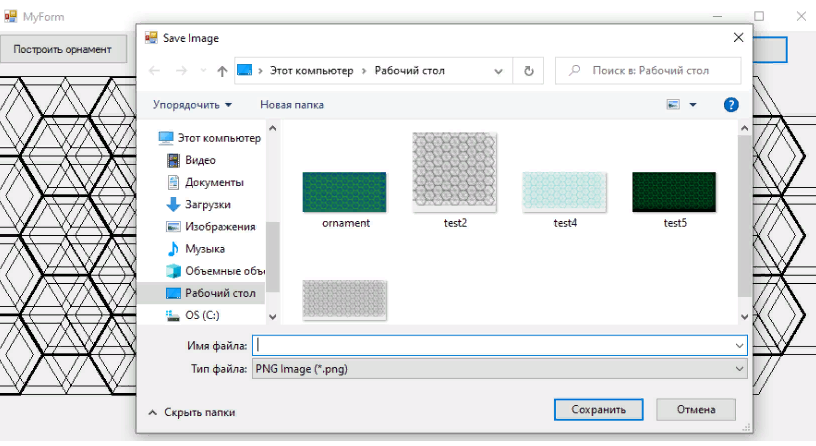 MyForm
Построить орнамент
Save Image
Этот компьютер > Рабочий стол
Поиск в: Рабочий стол
Упорядочить
Новая папка
Этот компьютер
Видео
Документы
Загрузки
Изображения
Музыка
Объемные объ
Рабочий стол
OS (C:)
ornament
test2
test4
test5
Имя файла:
Тип файла: PNG Image (*.png)
Скрыть папки
Сохранить
Отмена